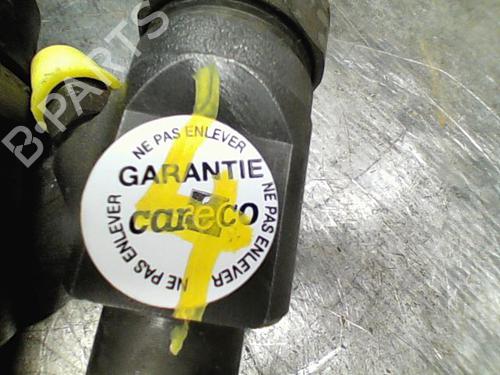 B-PARTS
NE PAS ENLEVER
GARANTIE
careco
NE PAS ENLEVER
NE PAS ENLEVER
4